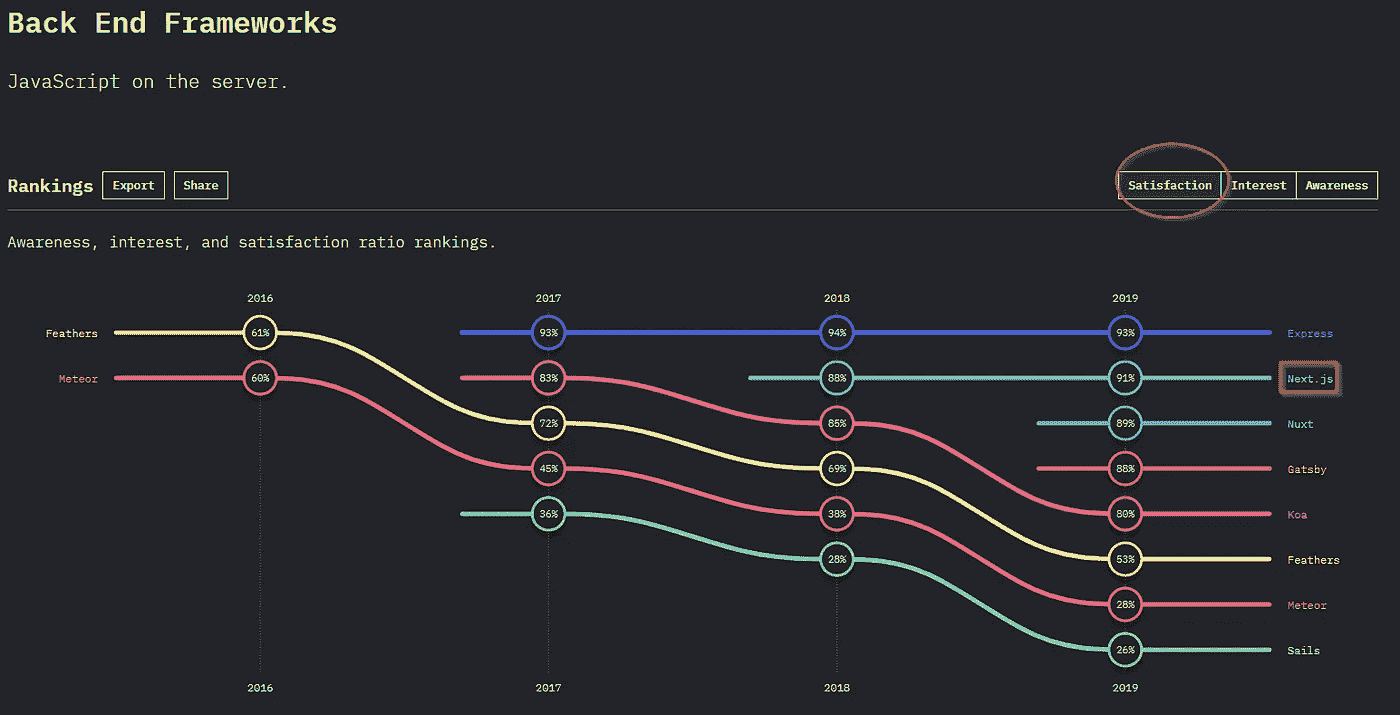 Back End Frameworks
JavaScript on the server.
Rankings Export Share Satisfaction Interest Awareness
Awareness, interest, and satisfaction ratio rankings.
2016 2017 2018 2019
Feathers 61% 93% 94% 93% Express
Meteor 60% 83% 88% 91% Next.js
72% 86% 89% Nuxt
45% 69% 88% Gatsby
36% 38% 80% Koa
28% 53% Feathers
28% Meteor
26% Sails
2016 2017 2018 2019